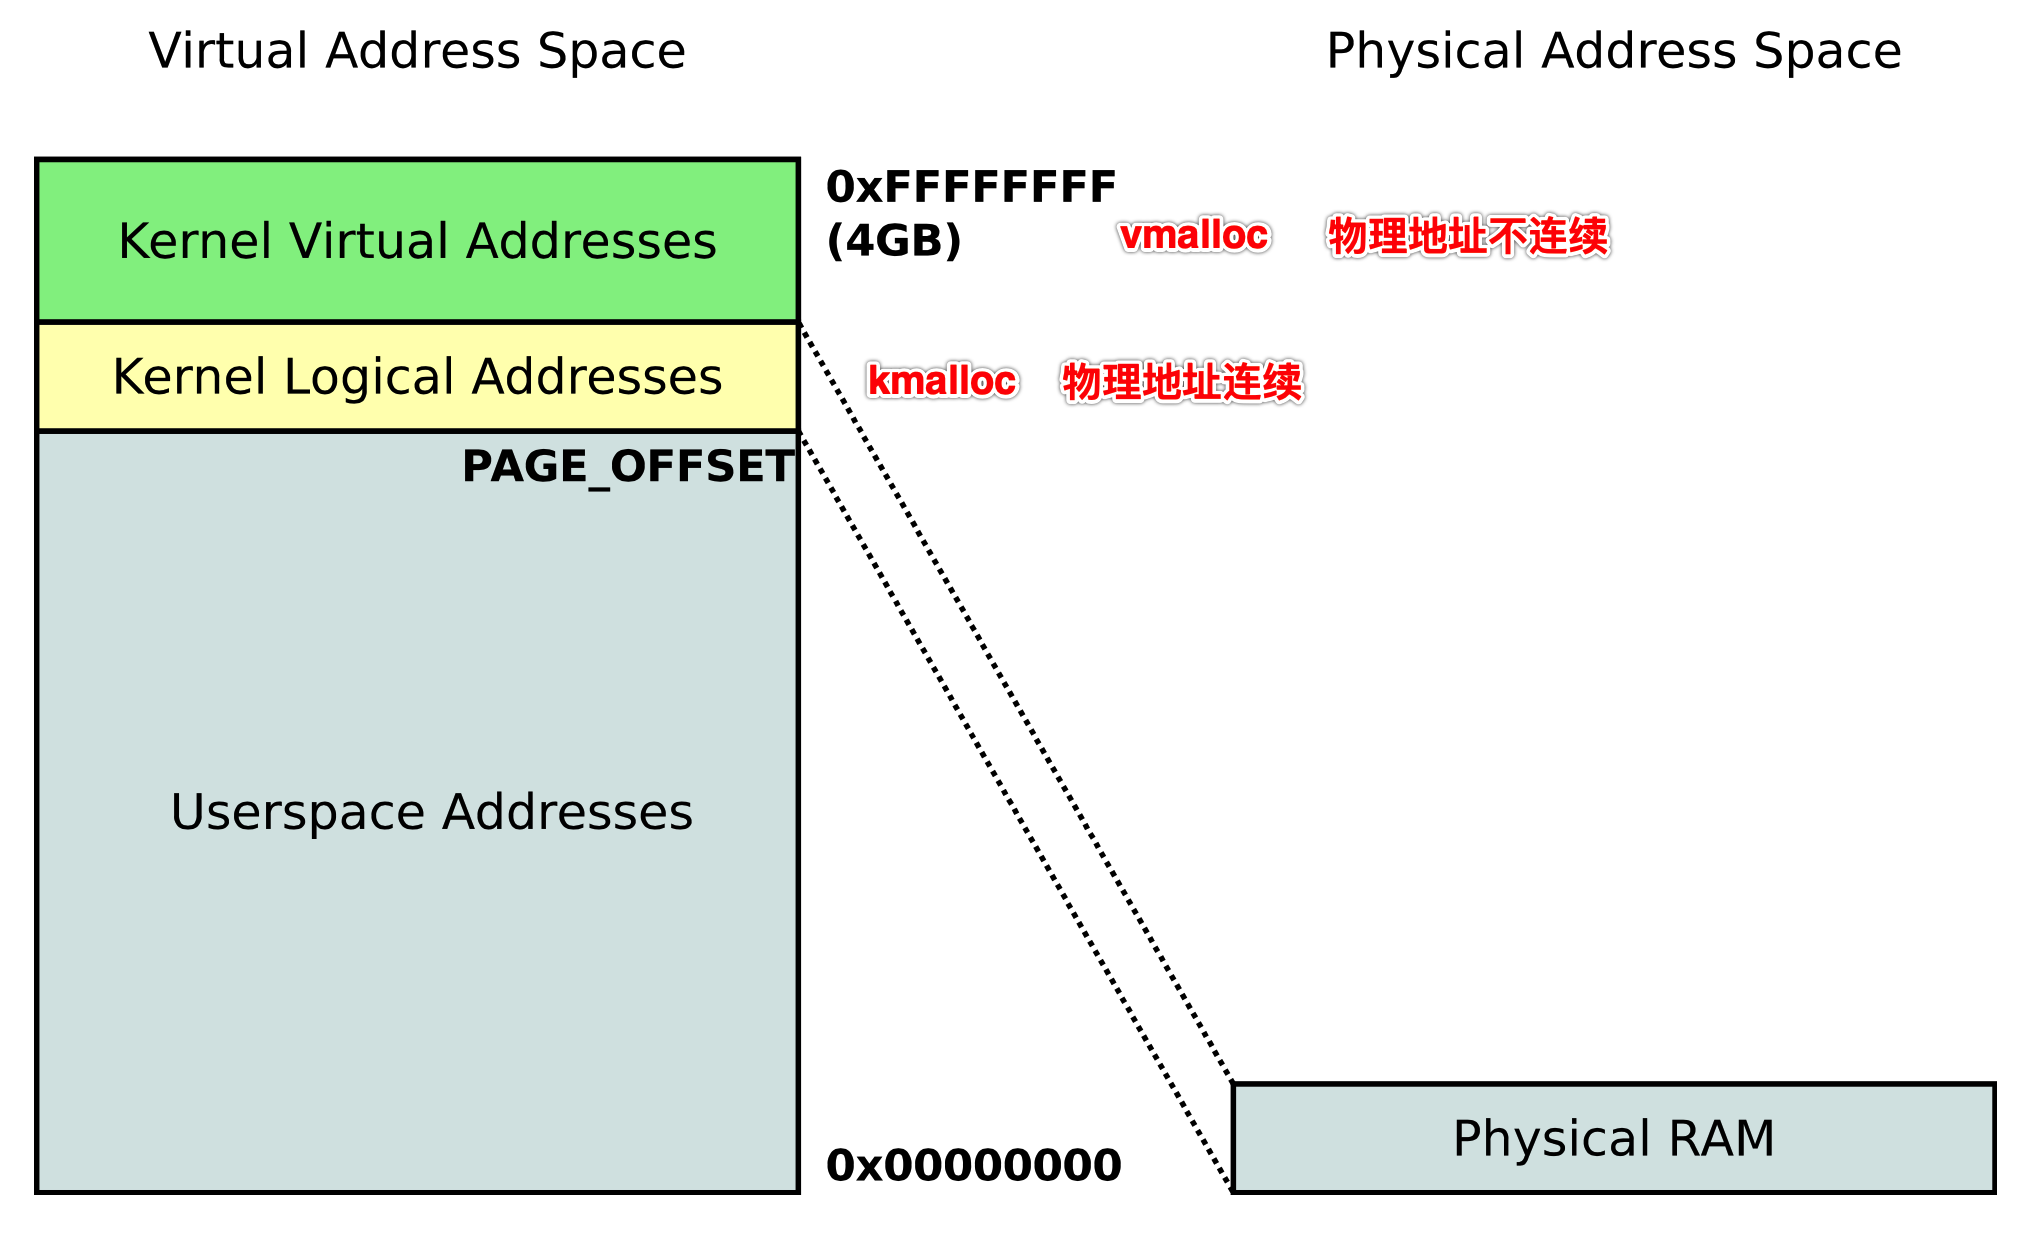 Virtual Address Space
Physical Address Space
Kernel Virtual Addresses
0xFFFFFFFF
(4GB)
vmalloc 物理地址不连续
Kernel Logical Addresses
kmalloc 物理地址连续
PAGE_OFFSET
Userspace Addresses
0x00000000
Physical RAM